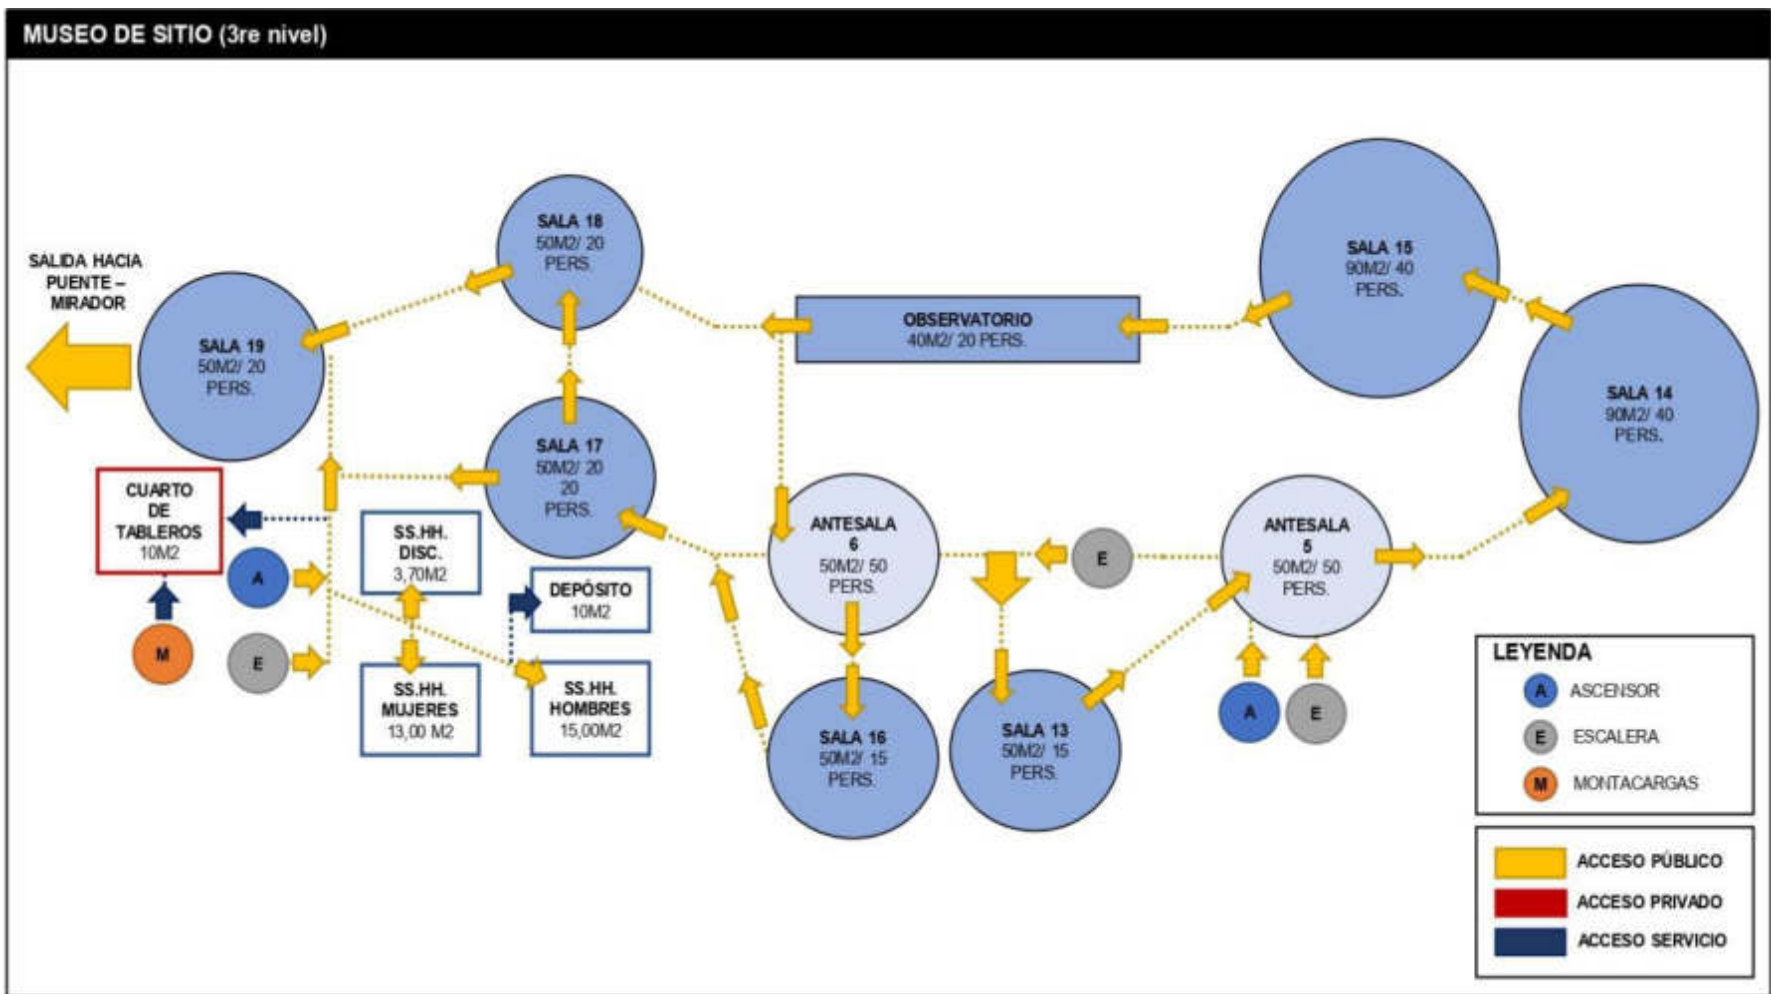 MUSEO DE SITIO (3re nivel)
SALIDA HACIA
PUENTE –
MIRADOR
SALA 19
50M2/ 20
PERS.
SALA 18
50M2/ 20
PERS.
OBSERVATORIO
40M2/ 20 PERS.
SALA 15
90M2/ 40
PERS.
SALA 14
90M2/ 40
PERS.
SALA 17
50M2/ 20
20
PERS.
CUARTO
DE
TABLEROS
10M2
A
M
E
SS.HH.
DISC.
3,70M2
DEPÓSITO
10M2
SS.HH.
MUJERES
13,00 M2
SS.HH.
HOMBRES
15,00M2
ANTESALA
6
50M2/ 50
PERS.
E
ANTESALA
5
50M2/ 50
PERS.
SALA 16
50M2/ 15
PERS.
SALA 13
50M2/ 15
PERS.
A
E
LEYENDA
A ASCENSOR
E ESCALERA
M MONTACARGAS
ACCESO PÚBLICO
ACCESO PRIVADO
ACCESO SERVICIO